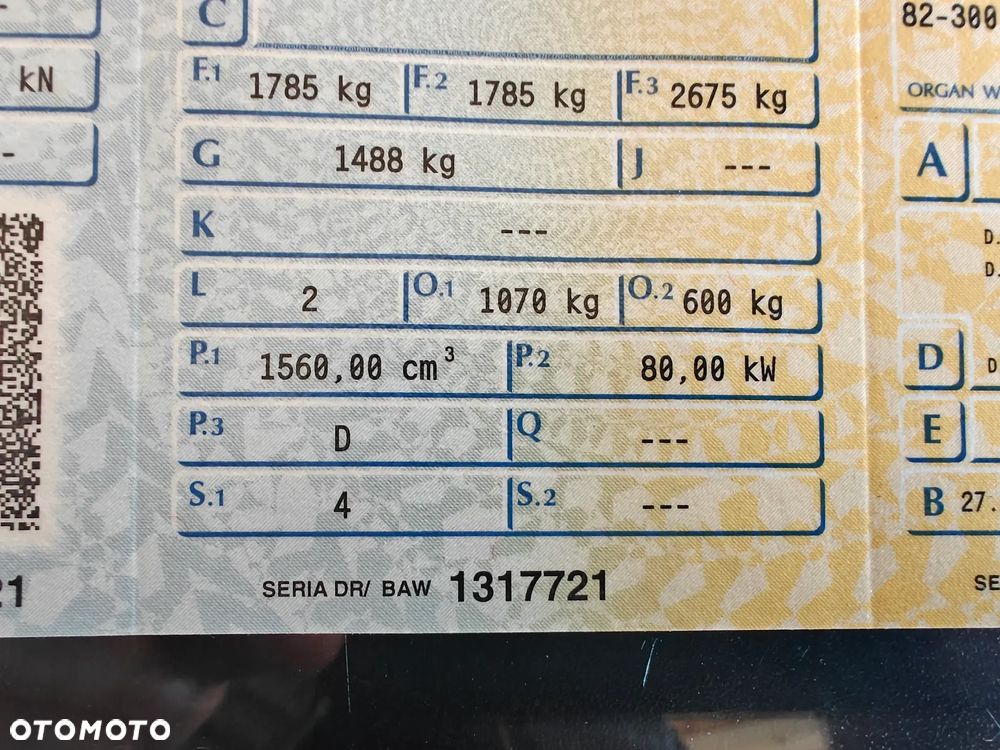 C
82-300
kN
F.1 1785 kg F.2 1785 kg F.3 2675 kg
ORGAN
-
G 1488 kg J ---
A
K ---
D.
D.
L 2 O.1 1070 kg O.2 600 kg
P.1 1560,00 cm³ P.2 80,00 kW
D D
P.3 D Q ---
E
S.1 4 S.2 ---
B 27.
21
SERIA DR/ BAW 1317721
SE
OTOMOTO